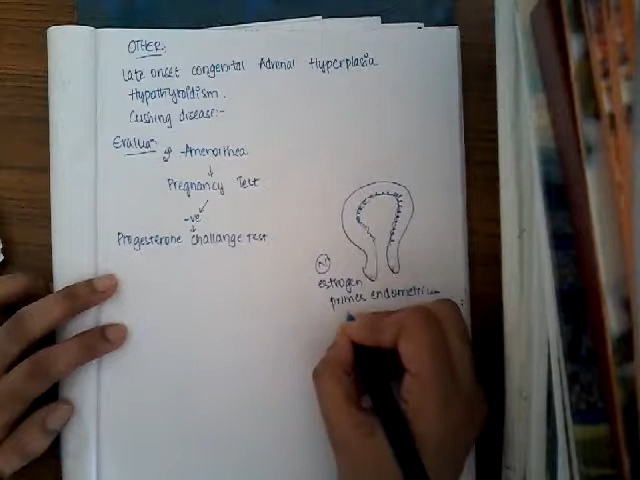 OTHER:
Late onset congenital Adrenal Hyperplasia
Hypothyroidism.
Cushing disease:-
Evaluaⁿ of -Amenorrhea
↓
Pregnancy Test
↓
-ve
↓
Progesterone challange Test
N
estrogen
primes endometrium